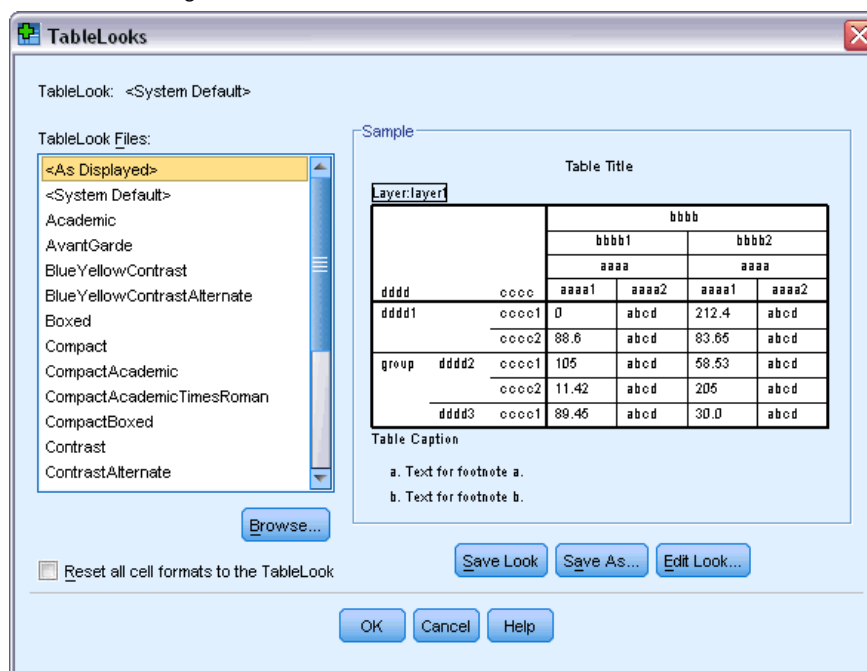 TableLooks
TableLook: <System Default>
TableLook Files:
<As Displayed>
<System Default>
Academic
AvantGarde
BlueYellowContrast
BlueYellowContrastAlternate
Boxed
Compact
CompactAcademic
CompactAcademicTimesRoman
CompactBoxed
Contrast
ContrastAlternate
Browse...
Reset all cell formats to the TableLook
Sample
Table Title
Layer:layer1
bbbb
bbbb1 bbbb2
aaaa aaaa
dddd cccc aaaa1 aaaa2 aaaa1 aaaa2
dddd1 cccc1 0 abcd 212.4 abcd
cccc2 88.6 abcd 83.65 abcd
group dddd2 cccc1 105 abcd 58.53 abcd
cccc2 11.42 abcd 205 abcd
dddd3 cccc1 89.45 abcd 30.0 abcd
Table Caption
a. Text for footnote a.
b. Text for footnote b.
Save Look Save As... Edit Look...
OK Cancel Help